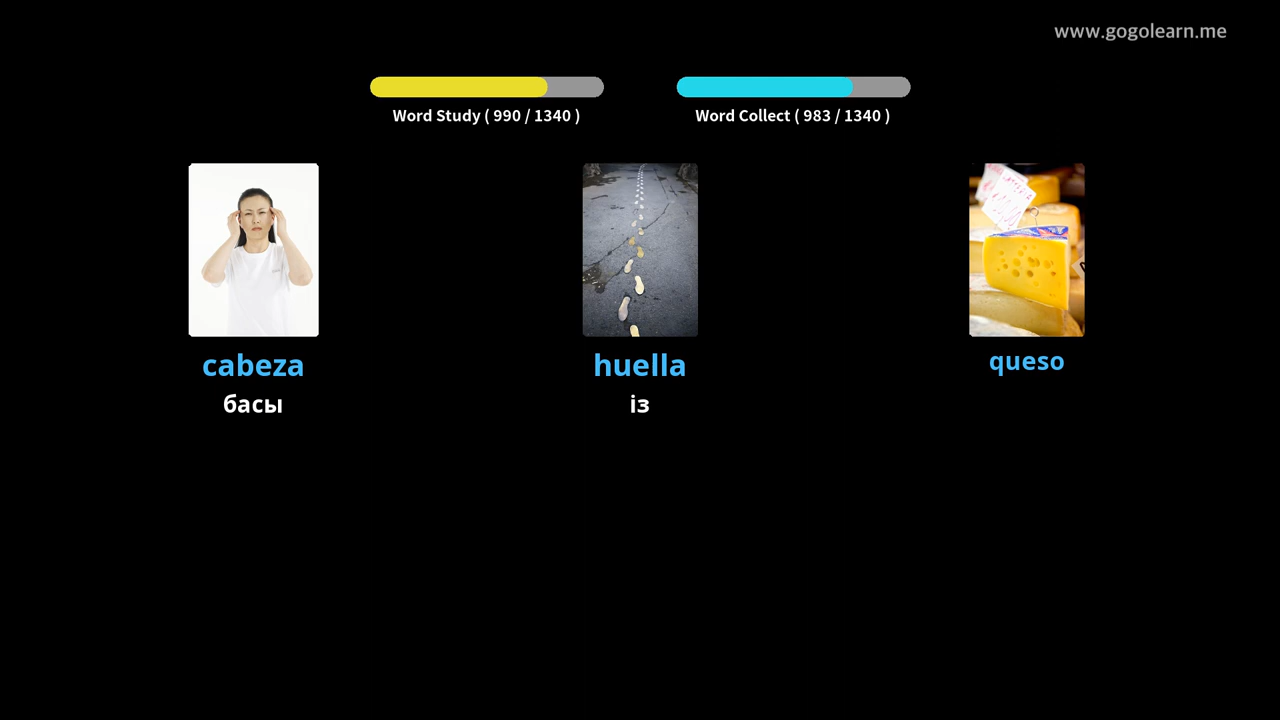 www.gogolearn.me
Word Study ( 990 / 1340 )
Word Collect ( 983 / 1340 )
cabeza
басы
huella
із
queso